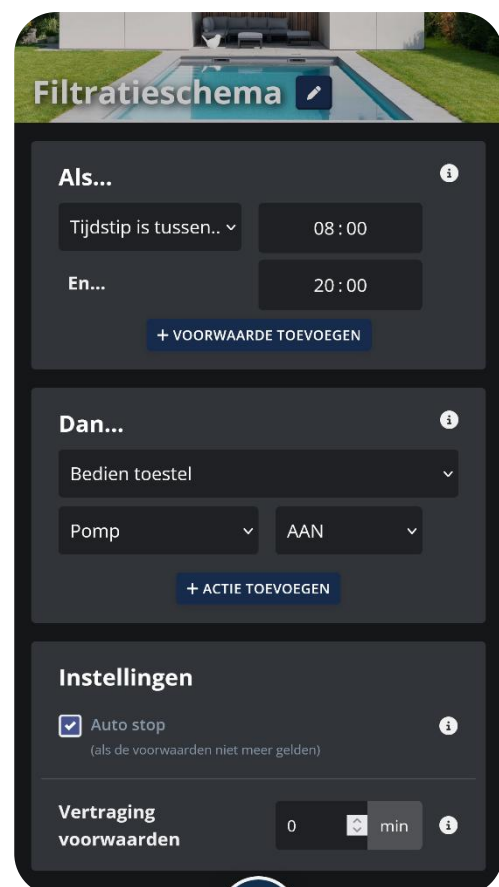 Filtratieschema
Als...
Tijdstip is tussen.. 08:00
En... 20:00
+ VOORWAARDE TOEVOEGEN
Dan...
Bedien toestel
Pomp AAN
+ ACTIE TOEVOEGEN
Instellingen
Auto stop
(als de voorwaarden niet meer gelden)
Vertraging
voorwaarden
0 min